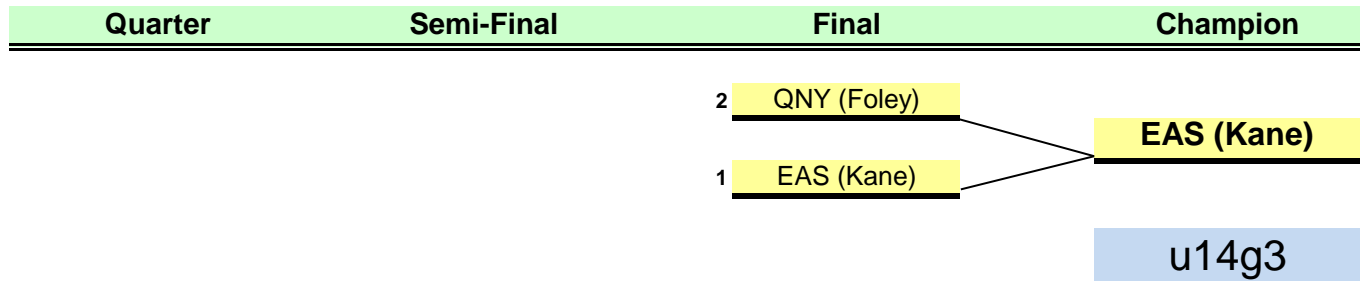 Quarter Semi-Final Final Champion
2 QNY (Foley)
EAS (Kane)
1 EAS (Kane)
u14g3